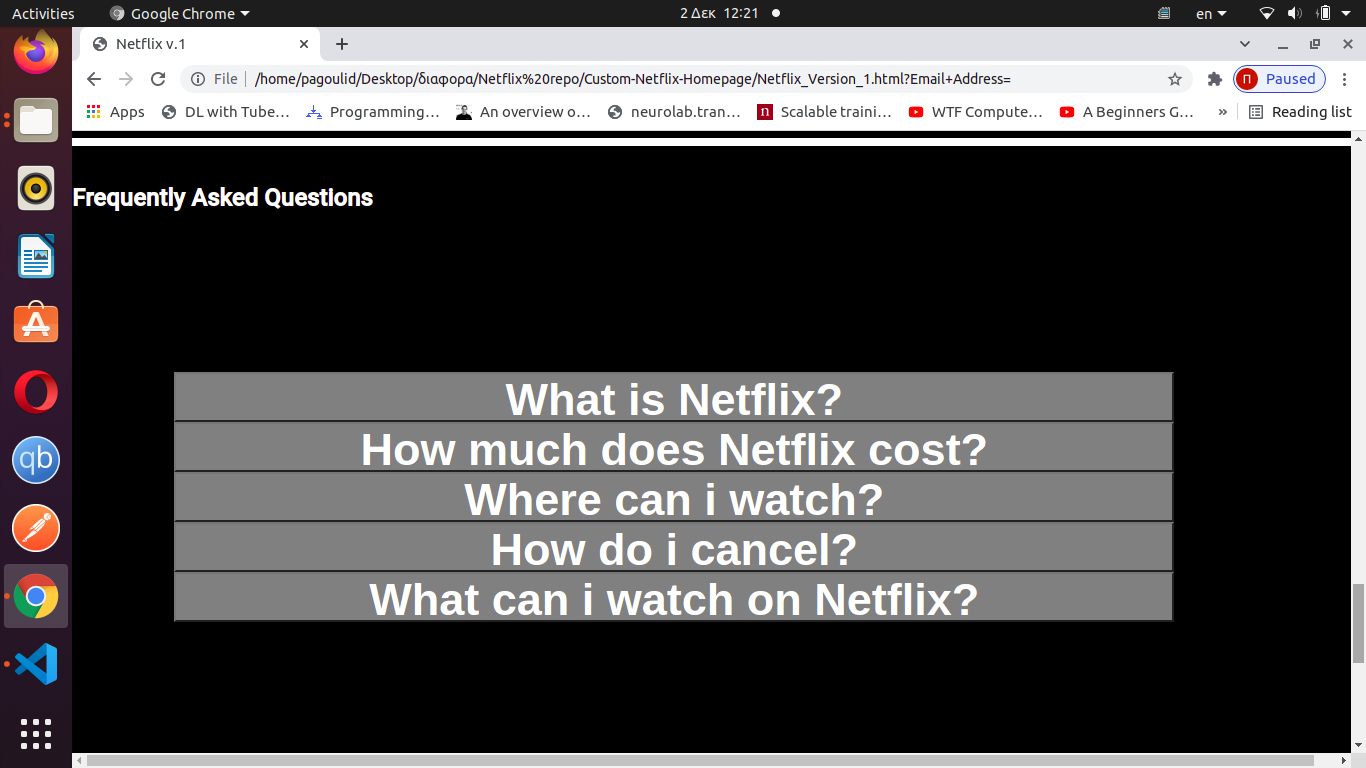 Activities Google Chrome 2 Δεκ 12:21 en
Netflix v.1
File /home/pagoulid/Desktop/διαφορα/Netflix%20repo/Custom-Netflix-Homepage/Netflix_Version_1.html?Email+Address= Π Paused
Apps DL with Tube… Programming… An overview o… neurolab.tran… n Scalable traini… WTF Compute… A Beginners G… » Reading list
Frequently Asked Questions
What is Netflix?
How much does Netflix cost?
Where can i watch?
How do i cancel?
What can i watch on Netflix?
qb